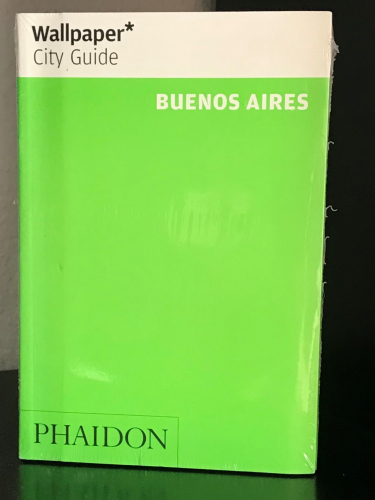 Wallpaper*
City Guide
BUENOS AIRES
PHAIDON